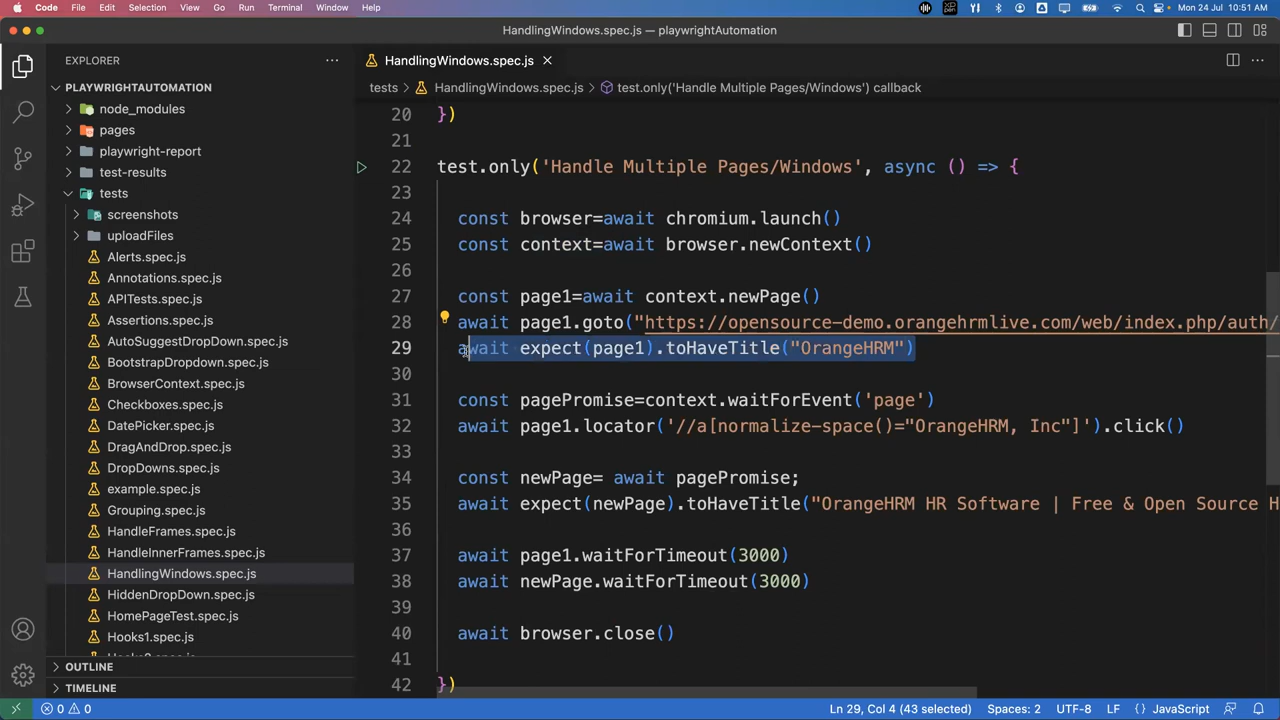 Code File Edit Selection View Go Run Terminal Window Help Mon 24 Jul 10:51 AM
HandlingWindows.spec.js — playwrightAutomation
EXPLORER
HandlingWindows.spec.js
PLAYWRIGHTAUTOMATION
tests > HandlingWindows.spec.js > test.only('Handle Multiple Pages/Windows') callback
node_modules
pages
playwright-report
test-results
tests
screenshots
uploadFiles
Alerts.spec.js
Annotations.spec.js
APITests.spec.js
Assertions.spec.js
AutoSuggestDropDown.spec.js
BootstrapDropdown.spec.js
BrowserContext.spec.js
Checkboxes.spec.js
DatePicker.spec.js
DragAndDrop.spec.js
DropDowns.spec.js
example.spec.js
Grouping.spec.js
HandleFrames.spec.js
HandleInnerFrames.spec.js
HandlingWindows.spec.js
HiddenDropDown.spec.js
HomePageTest.spec.js
Hooks1.spec.js
OUTLINE
TIMELINE
20 })
21
22 test.only('Handle Multiple Pages/Windows', async () => {
23
24 const browser=await chromium.launch()
25 const context=await browser.newContext()
26
27 const page1=await context.newPage()
28 await page1.goto("https://opensource-demo.orangehrmlive.com/web/index.php/auth/
29 await expect(page1).toHaveTitle("OrangeHRM")
30
31 const pagePromise=context.waitForEvent('page')
32 await page1.locator('//a[normalize-space()="OrangeHRM, Inc"]').click()
33
34 const newPage= await pagePromise;
35 await expect(newPage).toHaveTitle("OrangeHRM HR Software | Free & Open Source H
36
37 await page1.waitForTimeout(3000)
38 await newPage.waitForTimeout(3000)
39
40 await browser.close()
41
42 })
0 0 Ln 29, Col 4 (43 selected) Spaces: 2 UTF-8 LF {} JavaScript